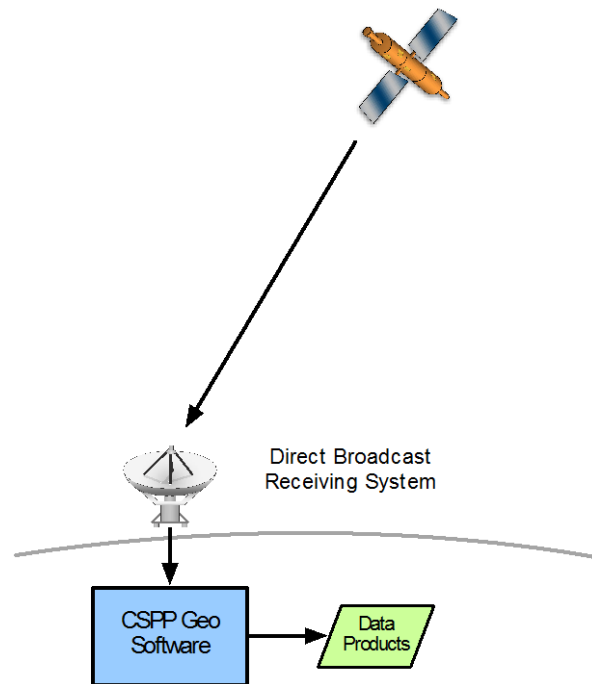 Direct Broadcast
Receiving System
CSPP Geo
Software
Data
Products